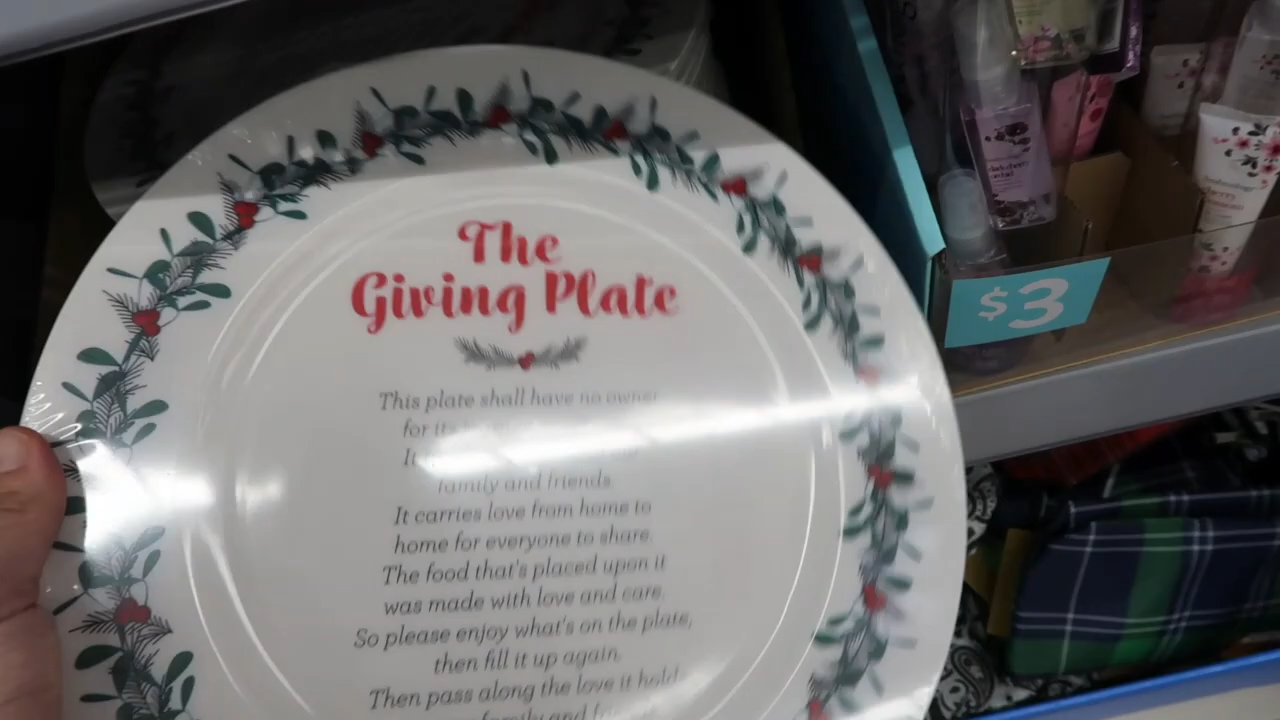 The
Giving Plate
This plate shall have no owner
for its
It
family and friends.
It carries love from home to
home for everyone to share.
The food that's placed upon it
was made with love and care.
So please enjoy what's on the plate,
then fill it up again.
Then pass along the love it hold
family and
$3